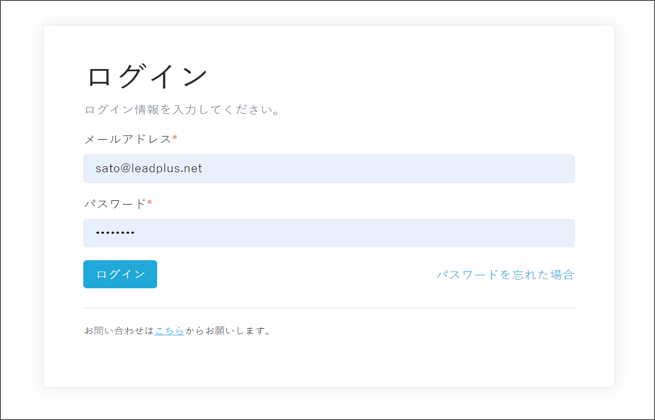 ログイン
ログイン情報を入力してください。
メールアドレス*
sato@leadplus.net
パスワード*
••••••••
ログイン
パスワードを忘れた場合
お問い合わせはこちらからお願いします。